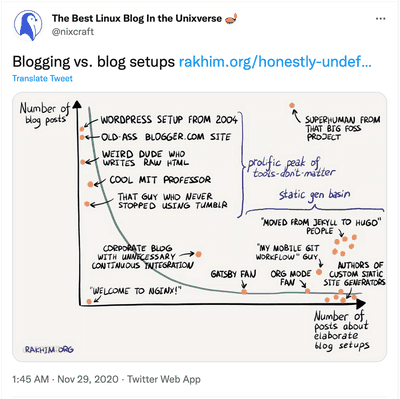 The Best Linux Blog In the Unixverse
@nixcraft
Blogging vs. blog setups rakhim.org/honestly-undef...
Translate Tweet
Number of
blog posts
WORDPRESS SETUP FROM 2004
OLD-ASS BLOGGER.COM SITE
WEIRD DUDE WHO
WRITES RAW HTML
COOL MIT PROFESSOR
THAT GUY WHO NEVER
STOPPED USING TUMBLR
SUPERHUMAN FROM
THAT BIG FOSS
PROJECT
prolific peak of
tools-don't-matter
static gen basin
"MOVED FROM JEKYLL TO HUGO"
PEOPLE
CORPORATE BLOG
WITH UNNECESSARY
CONTINUOUS INTEGRATION
"MY MOBILE GIT
WORKFLOW" GUY
GATSBY FAN
ORG MODE
FAN
AUTHORS OF
CUSTOM STATIC
SITE GENERATORS
"WELCOME TO NGINX!"
Number of
posts about
elaborate
blog setups
RAKHIM.ORG
1:45 AM · Nov 29, 2020 · Twitter Web App